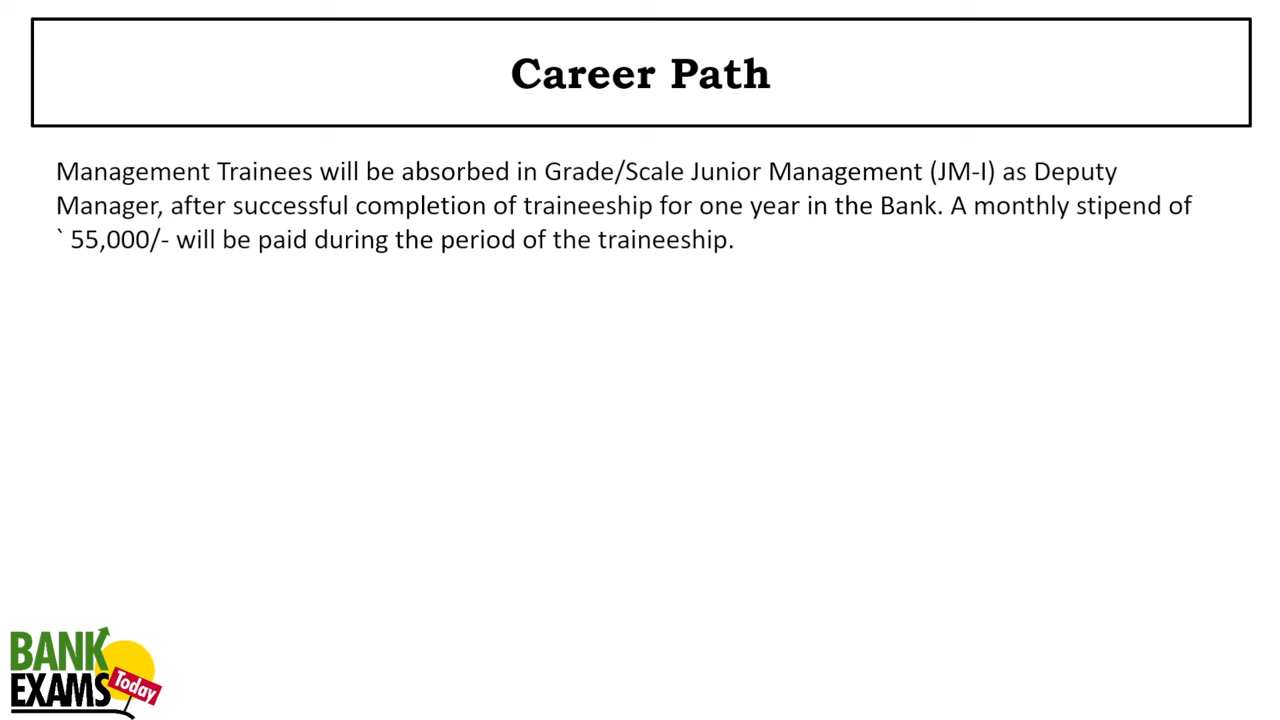 Career Path
Management Trainees will be absorbed in Grade/Scale Junior Management (JM-I) as Deputy
Manager, after successful completion of traineeship for one year in the Bank. A monthly stipend of
` 55,000/- will be paid during the period of the traineeship.
BANK
EXAMS
Today